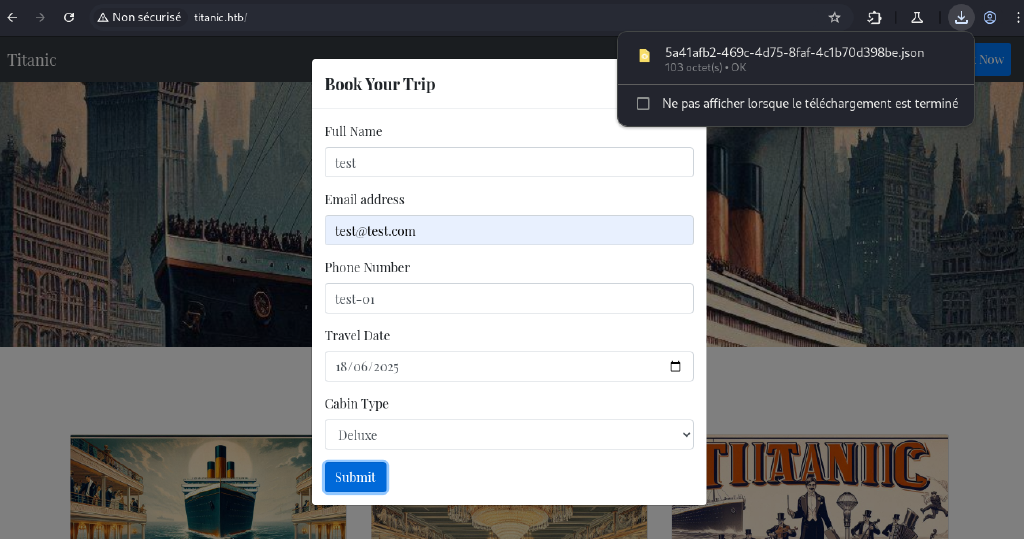 Non sécurisé titanic.htb/
5a41afb2-469c-4d75-8faf-4c1b70d398be.json
103 octet(s) • OK
Ne pas afficher lorsque le téléchargement est terminé
Titanic
Now
Book Your Trip
Full Name
test
Email address
test@test.com
Phone Number
test-01
Travel Date
18/06/2025
Cabin Type
Deluxe
Submit
TITANIC